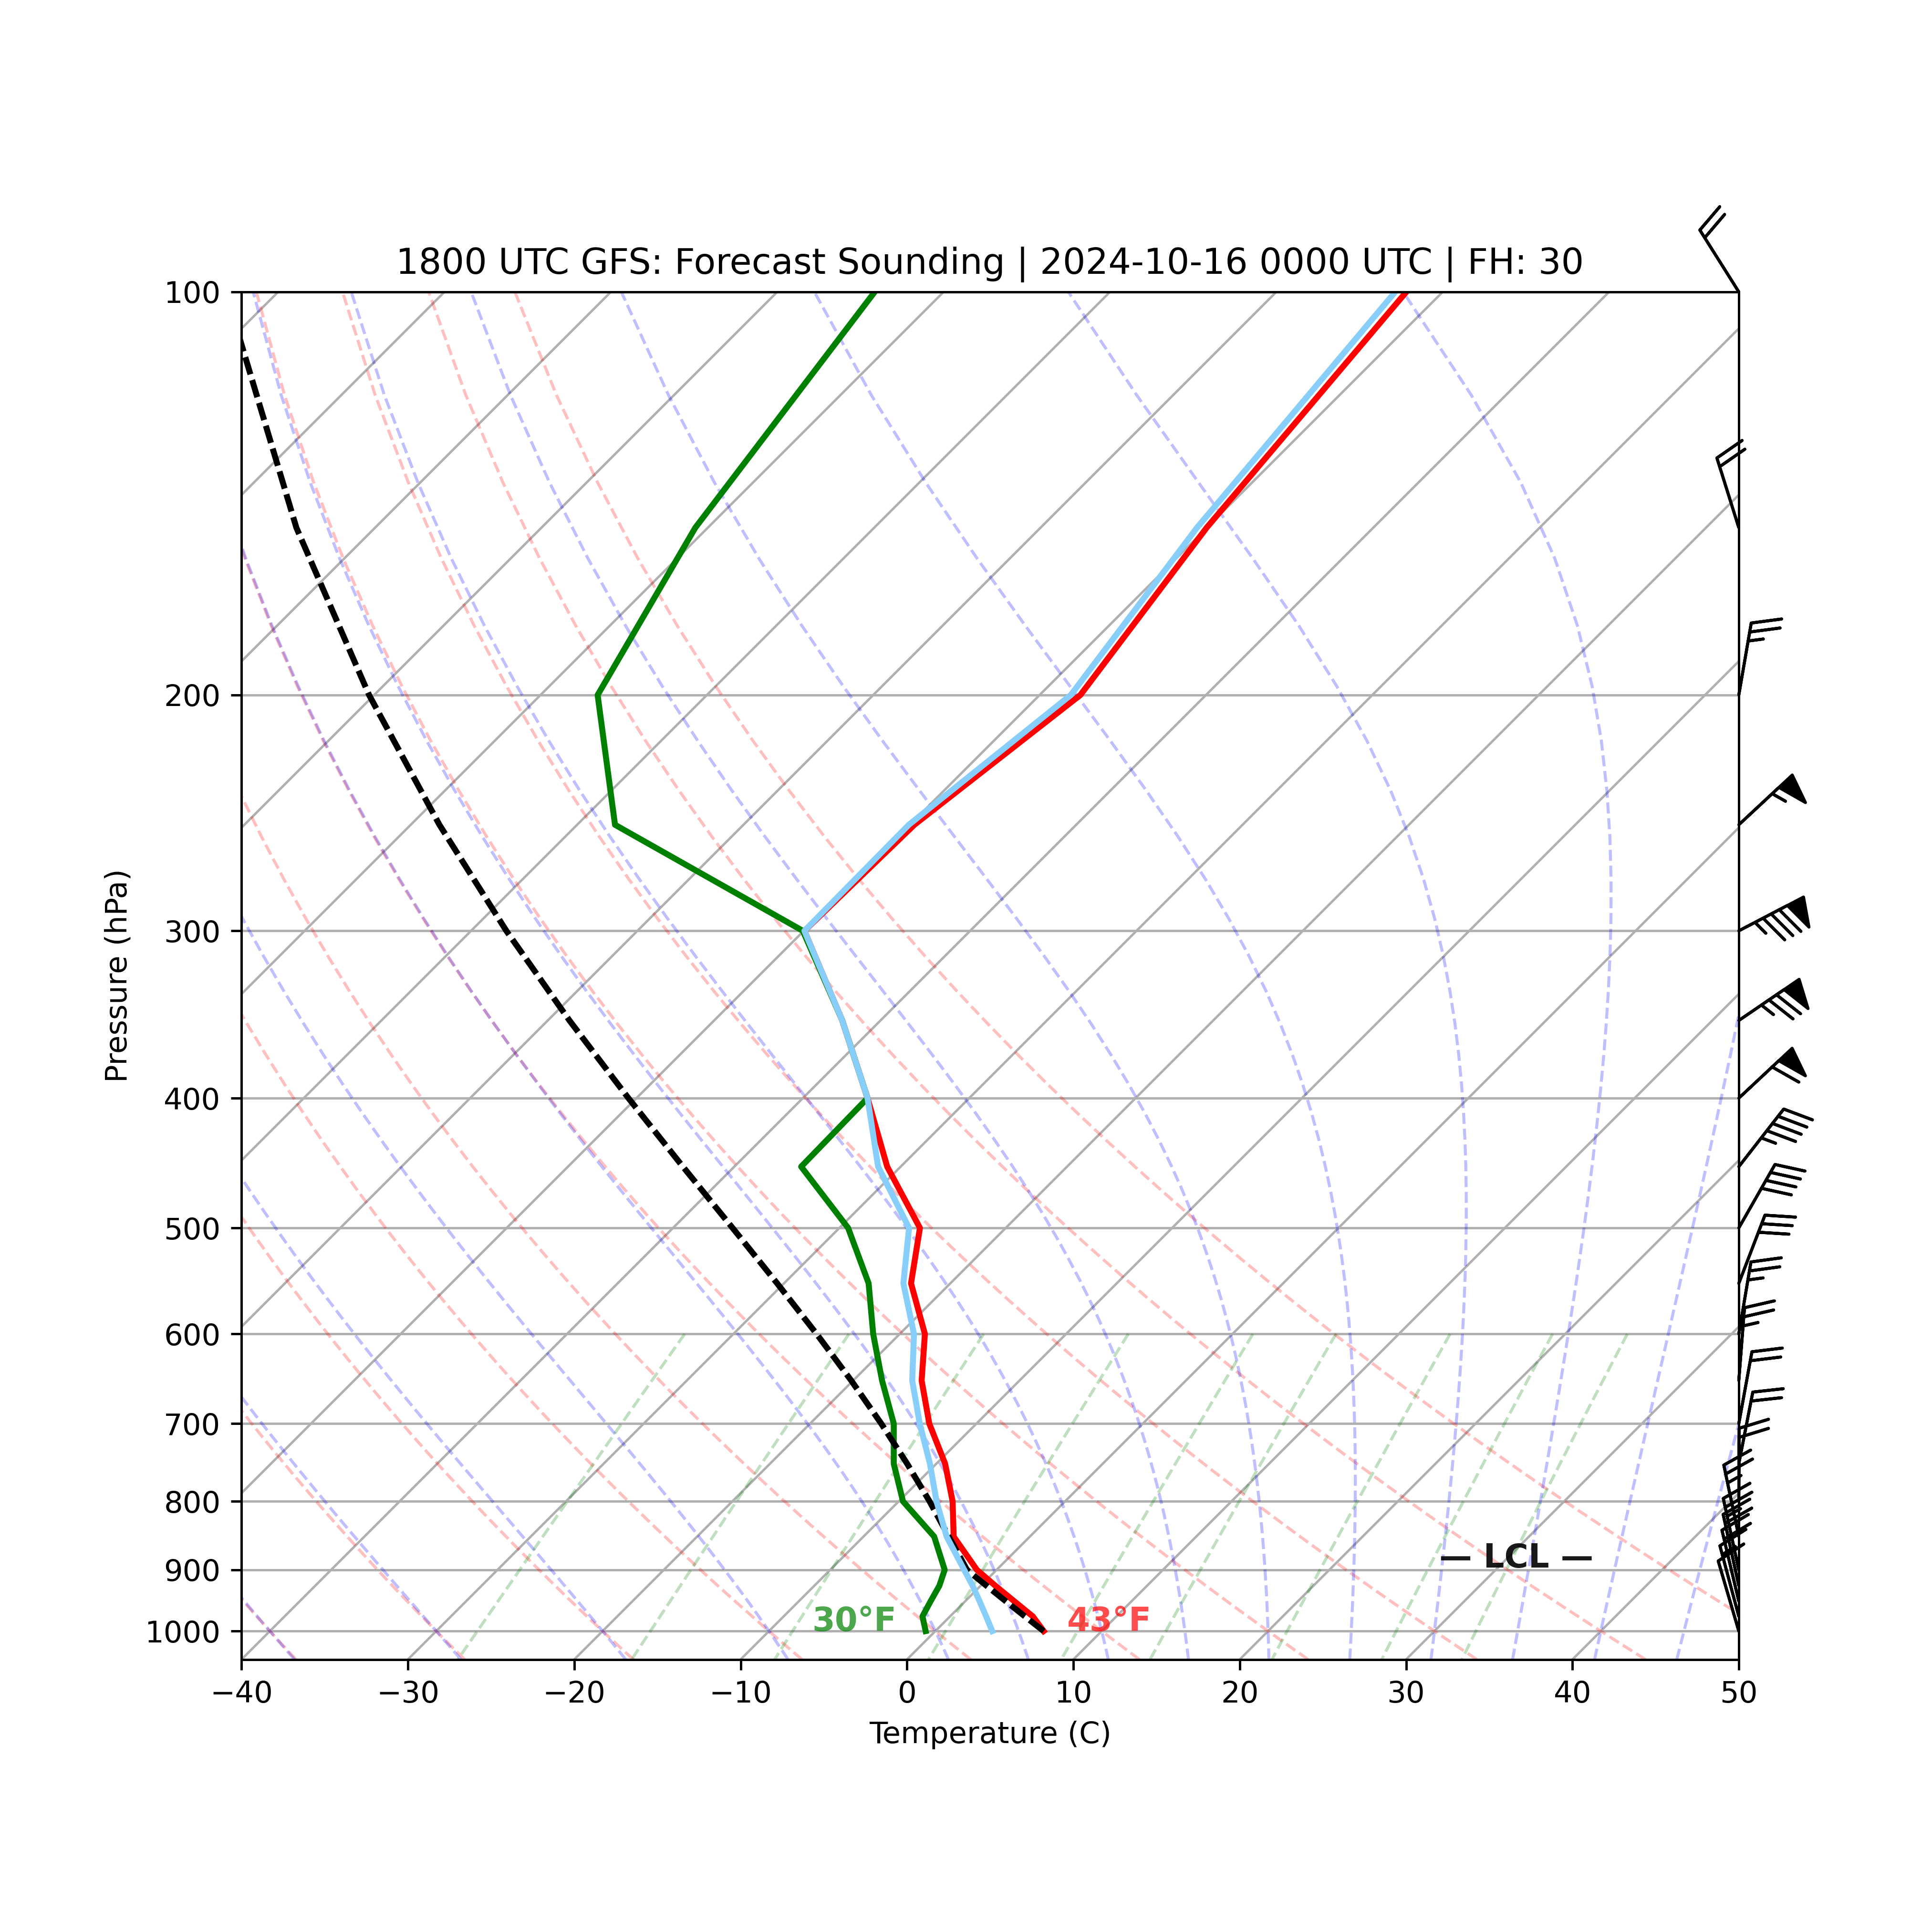 1800 UTC GFS: Forecast Sounding | 2024-10-16 0000 UTC | FH: 30
100
200
300
400
500
600
700
800
900
1000
Pressure (hPa)
— LCL —
30°F
43°F
−40 −30 −20 −10 0 10 20 30 40 50
Temperature (C)